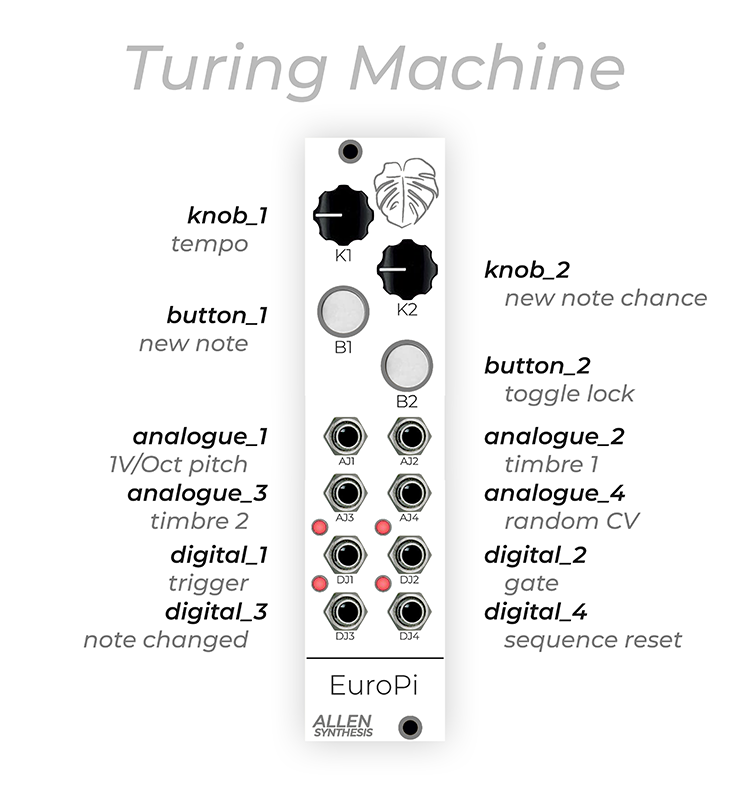 Turing Machine
knob_1
tempo
K1
knob_2
new note chance
K2
button_1
new note
B1
button_2
toggle lock
B2
analogue_1
1V/Oct pitch
AJ1
AJ2
analogue_2
timbre 1
analogue_3
timbre 2
AJ3
AJ4
analogue_4
random CV
digital_1
trigger
DJ1
DJ2
digital_2
gate
digital_3
note changed
DJ3
DJ4
digital_4
sequence reset
EuroPi
ALLEN
SYNTHESIS